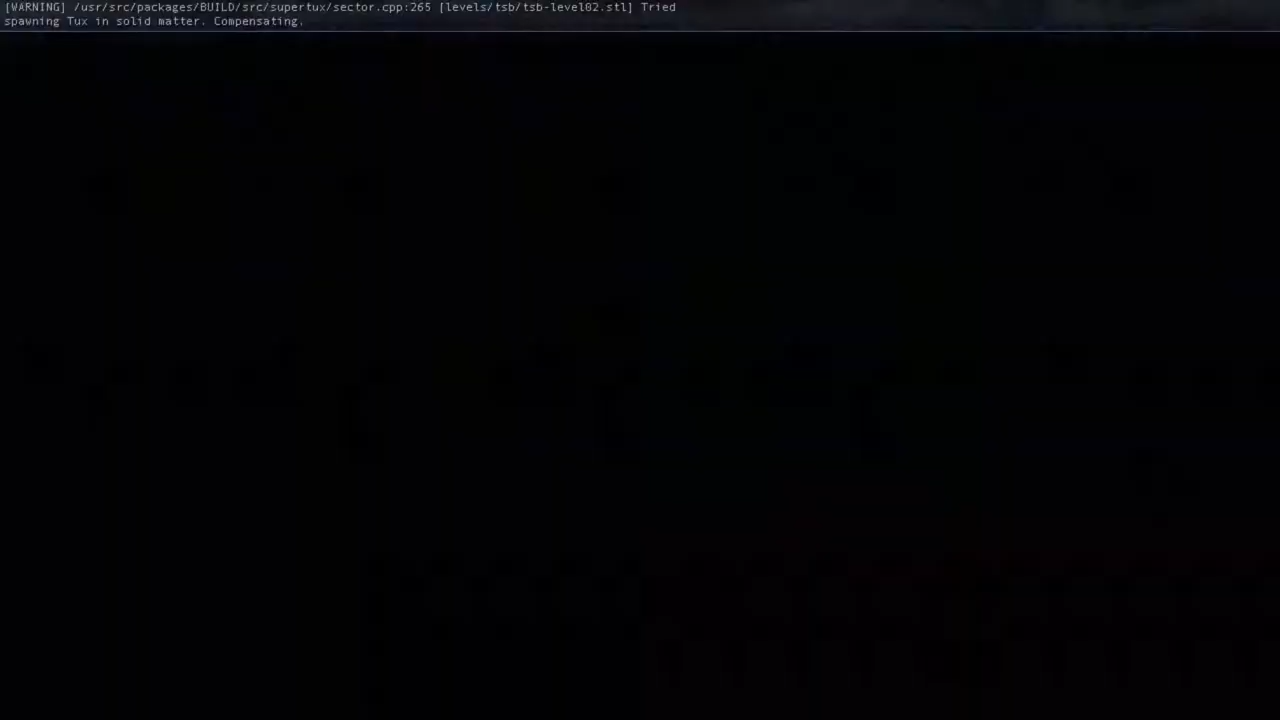 [WARNING] /usr/src/packages/BUILD/src/supertux/sector.cpp:265 [levels/tsb/tsb-level02.stl] Tried
spawning Tux in solid matter. Compensating.